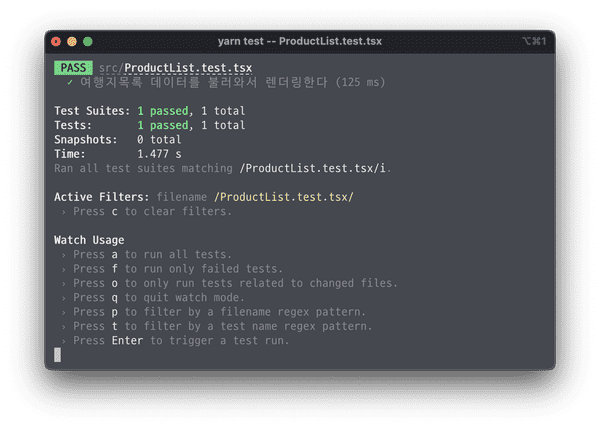 yarn test -- ProductList.test.tsx
⌥⌘1
PASS src/ProductList.test.tsx
✓ 여행지목록 데이터를 불러와서 렌더링한다 (125 ms)
Test Suites: 1 passed, 1 total
Tests: 1 passed, 1 total
Snapshots: 0 total
Time: 1.477 s
Ran all test suites matching /ProductList.test.tsx/i.
Active Filters: filename /ProductList.test.tsx/
› Press c to clear filters.
Watch Usage
› Press a to run all tests.
› Press f to run only failed tests.
› Press o to only run tests related to changed files.
› Press q to quit watch mode.
› Press p to filter by a filename regex pattern.
› Press t to filter by a test name regex pattern.
› Press Enter to trigger a test run.